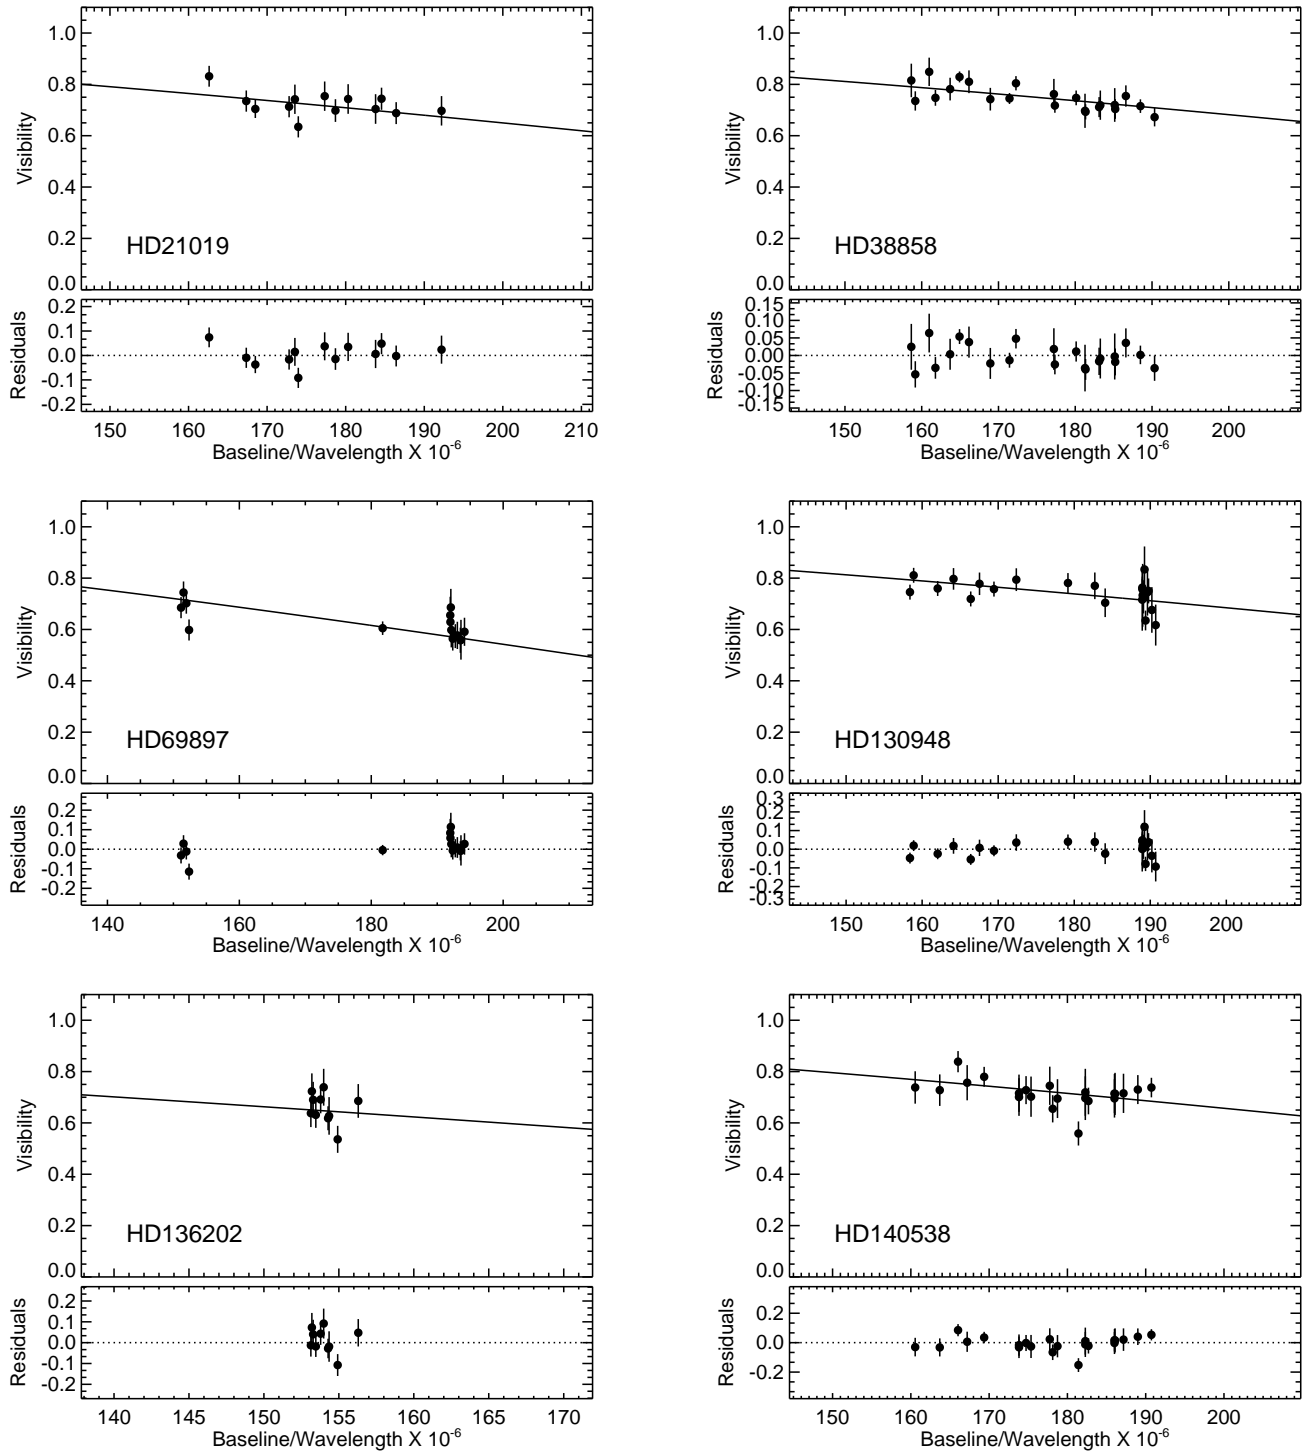 1.0
0.8
0.6
0.4
0.2
0.0
Visibility
HD21019
0.2
0.1
0.0
-0.1
-0.2
Residuals
150 160 170 180 190 200 210
Baseline/Wavelength X 10-6
1.0
0.8
0.6
0.4
0.2
0.0
Visibility
HD38858
0.15
0.10
0.05
0.00
-0.05
-0.10
-0.15
Residuals
150 160 170 180 190 200
Baseline/Wavelength X 10-6
1.0
0.8
0.6
0.4
0.2
0.0
Visibility
HD69897
0.2
0.1
0.0
-0.1
-0.2
Residuals
140 160 180 200
Baseline/Wavelength X 10-6
1.0
0.8
0.6
0.4
0.2
0.0
Visibility
HD130948
0.3
0.2
0.1
0.0
-0.1
-0.2
-0.3
Residuals
150 160 170 180 190 200
Baseline/Wavelength X 10-6
1.0
0.8
0.6
0.4
0.2
0.0
Visibility
HD136202
0.2
0.1
0.0
-0.1
-0.2
Residuals
140 145 150 155 160 165 170
Baseline/Wavelength X 10-6
1.0
0.8
0.6
0.4
0.2
0.0
Visibility
HD140538
0.2
0.0
-0.2
Residuals
150 160 170 180 190 200
Baseline/Wavelength X 10-6